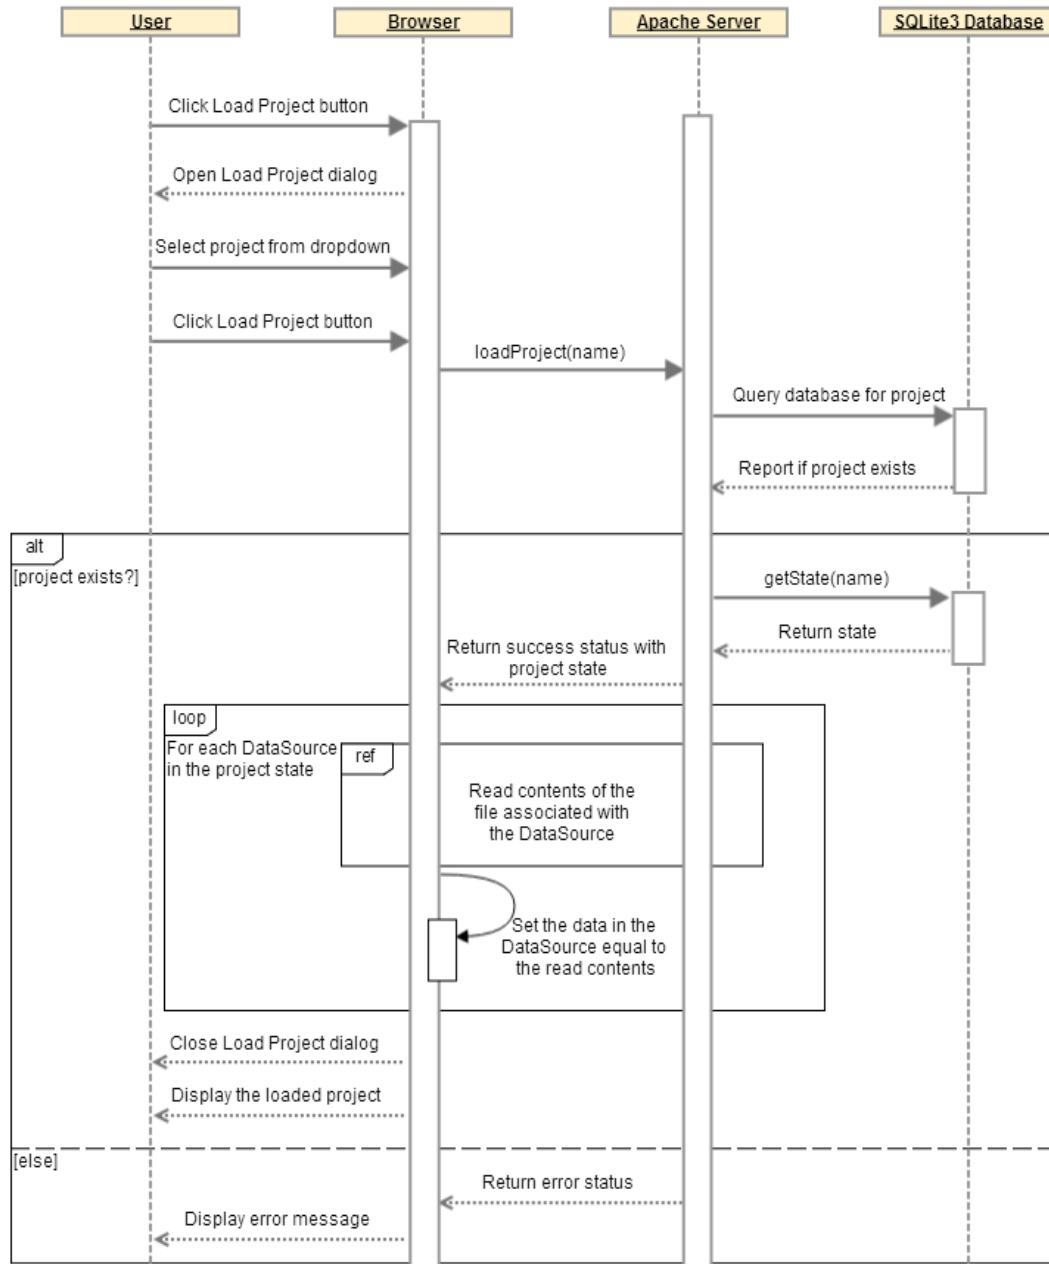 User
Browser
Apache Server
SQLite3 Database
Click Load Project button
Open Load Project dialog
Select project from dropdown
Click Load Project button
loadProject(name)
Query database for project
Report if project exists
alt
[project exists?]
getState(name)
Return state
Return success status with
project state
loop
For each DataSource
in the project state
ref
Read contents of the
file associated with
the DataSource
Set the data in the
DataSource equal to
the read contents
Close Load Project dialog
Display the loaded project
[else]
Return error status
Display error message